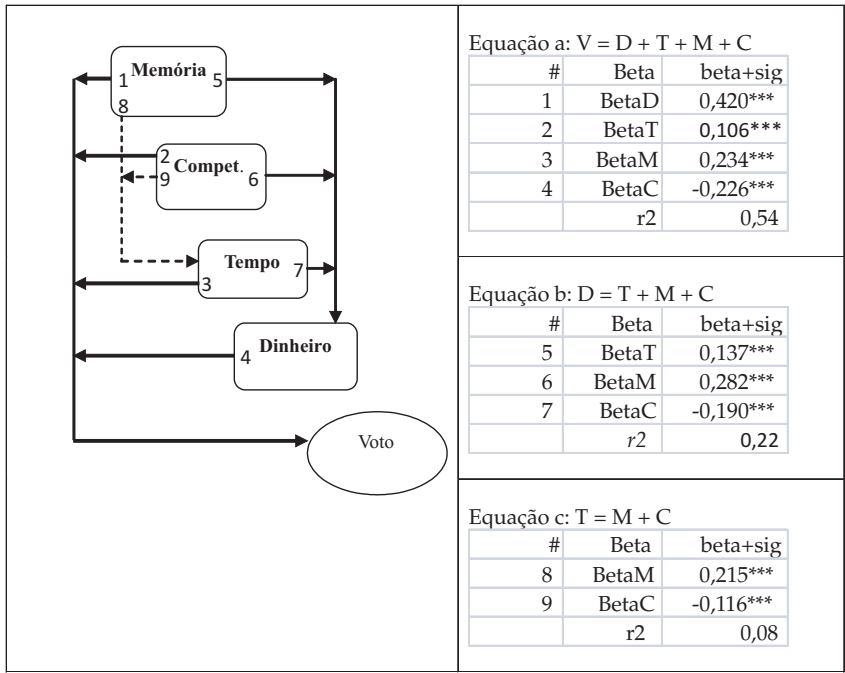 1 Memória 5
8
2 Compet.
9 6
Tempo 7
3
4 Dinheiro
Voto
Equação a: V = D + T + M + C
# Beta beta+sig
1 BetaD 0,420***
2 BetaT 0,106***
3 BetaM 0,234***
4 BetaC -0,226***
r2 0,54
Equação b: D = T + M + C
# Beta beta+sig
5 BetaT 0,137***
6 BetaM 0,282***
7 BetaC -0,190***
r2 0,22
Equação c: T = M + C
# Beta beta+sig
8 BetaM 0,215***
9 BetaC -0,116***
r2 0,08